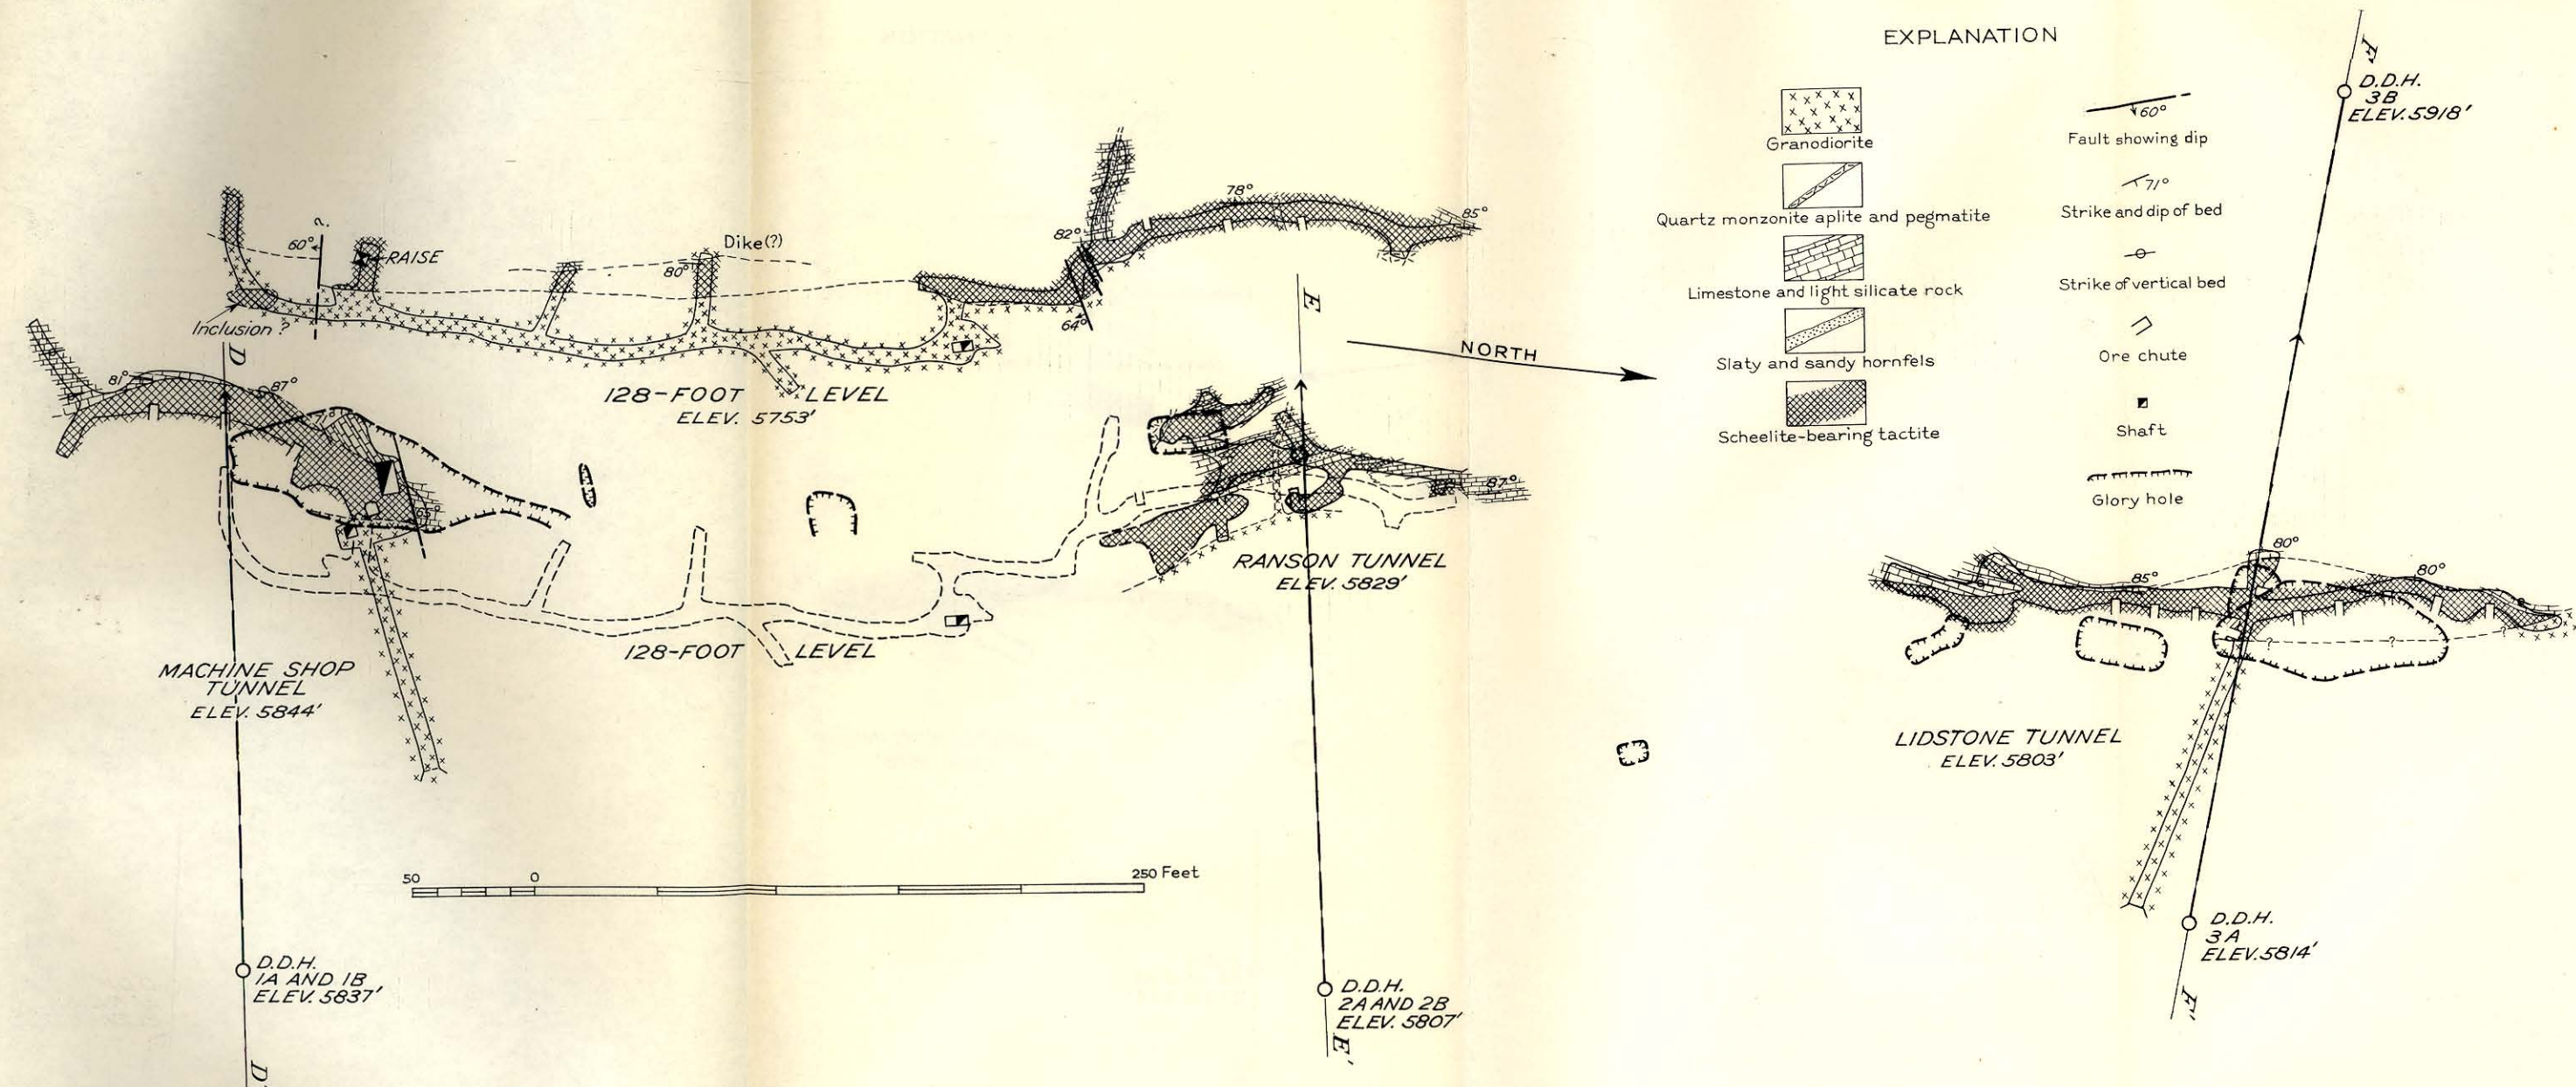 EXPLANATION
Granodiorite
Quartz monzonite aplite and pegmatite
Limestone and light silicate rock
Slaty and sandy hornfels
Scheelite-bearing tactite
60°
Fault showing dip
71°
Strike and dip of bed
Strike of vertical bed
Ore chute
Shaft
Glory hole
F
D.D.H.
3B
ELEV. 5918'
60°
?
RAISE
Inclusion ?
80°
Dike(?)
82°
64°
78°
85°
128-FOOT LEVEL
ELEV. 5753'
NORTH
D
81°
87°
71°
65°
MACHINE SHOP
TUNNEL
ELEV. 5844'
128-FOOT LEVEL
E
87°
RANSON TUNNEL
ELEV. 5829'
80°
85°
80°
?
?
?
LIDSTONE TUNNEL
ELEV. 5803'
50 0 250 Feet
D.D.H.
1A AND 1B
ELEV. 5837'
D'
D.D.H.
2A AND 2B
ELEV. 5807'
E'
D.D.H.
3A
ELEV. 5814'
F'